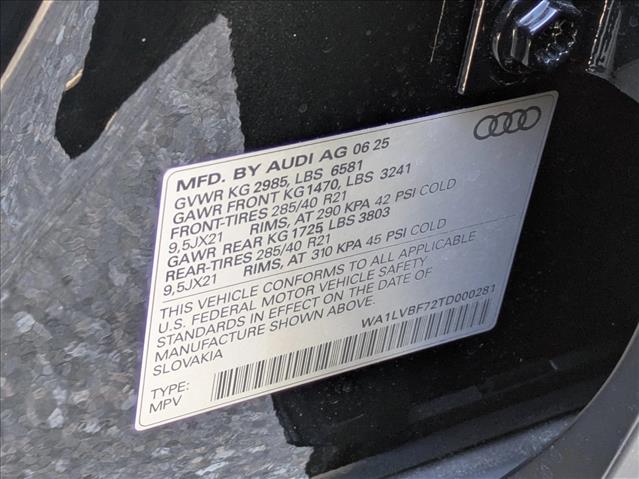 MFD. BY AUDI AG 06 25
GVWR KG 2985, LBS 6581
GAWR FRONT KG1470, LBS 3241
FRONT-TIRES 285/40 R21
9,5JX21 RIMS, AT 290 KPA 42 PSI COLD
GAWR REAR KG 1725, LBS 3803
REAR-TIRES 285/40 R21
9,5JX21 RIMS, AT 310 KPA 45 PSI COLD
THIS VEHICLE CONFORMS TO ALL APPLICABLE
U.S. FEDERAL MOTOR VEHICLE SAFETY
STANDARDS IN EFFECT ON THE DATE OF
MANUFACTURE SHOWN ABOVE.
SLOVAKIA WA1LVBF72TD000281
TYPE:
MPV